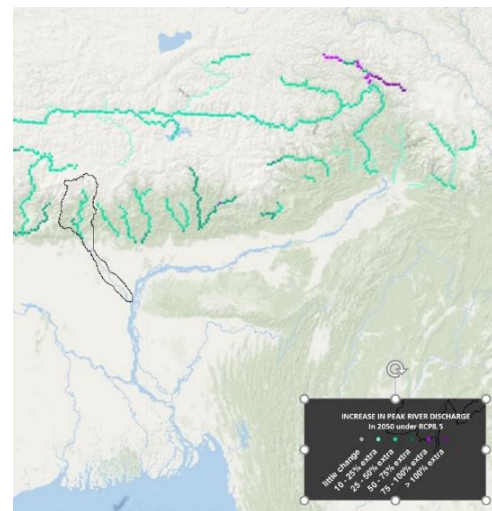 INCREASE IN PEAK RIVER DISCHARGE
In 2050 under RCP8.5
little change
10 - 25% extra
25 - 50% extra
50 - 75% extra
75 - 100% extra
> 100% extra